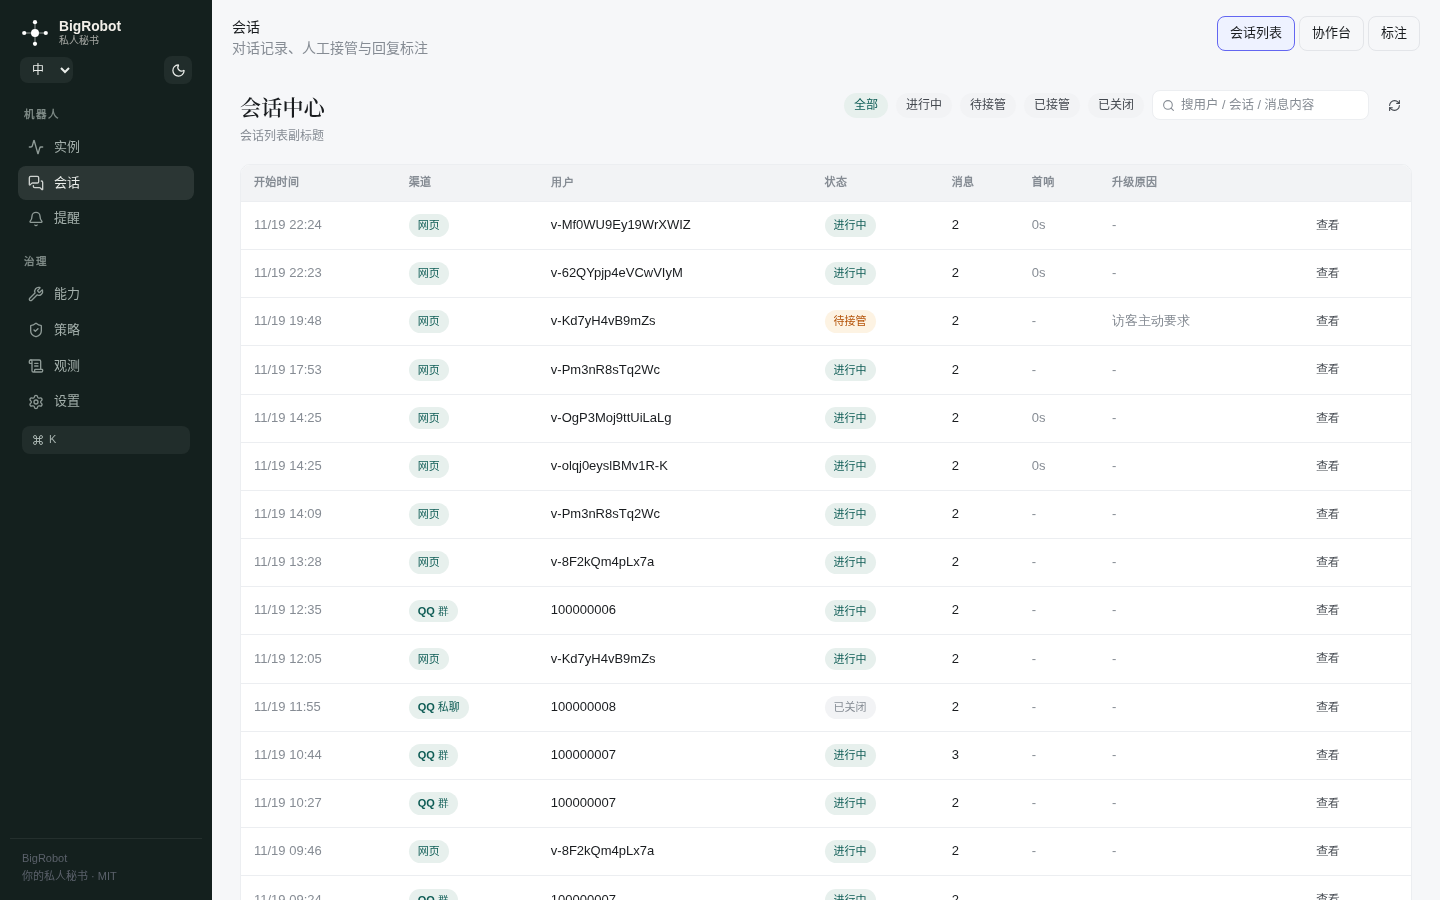 BigRobot
私人秘书
中
机器人
实例
会话
提醒
治理
能力
策略
观测
设置
⌘ K
BigRobot
你的私人秘书 · MIT
会话
对话记录、人工接管与回复标注
会话列表 协作台 标注
会话中心
会话列表副标题
全部 进行中 待接管 已接管 已关闭 搜用户 / 会话 / 消息内容
开始时间 渠道 用户 状态 消息 首响 升级原因
11/19 22:24 网页 v-Mf0WU9Ey19WrXWIZ 进行中 2 0s - 查看
11/19 22:23 网页 v-62QYpjp4eVCwVIyM 进行中 2 0s - 查看
11/19 19:48 网页 v-Kd7yH4vB9mZs 待接管 2 - 访客主动要求 查看
11/19 17:53 网页 v-Pm3nR8sTq2Wc 进行中 2 - - 查看
11/19 14:25 网页 v-OgP3Moj9ttUiLaLg 进行中 2 0s - 查看
11/19 14:25 网页 v-olqj0eyslBMv1R-K 进行中 2 0s - 查看
11/19 14:09 网页 v-Pm3nR8sTq2Wc 进行中 2 - - 查看
11/19 13:28 网页 v-8F2kQm4pLx7a 进行中 2 - - 查看
11/19 12:35 QQ 群 100000006 进行中 2 - - 查看
11/19 12:05 网页 v-Kd7yH4vB9mZs 进行中 2 - - 查看
11/19 11:55 QQ 私聊 100000008 已关闭 2 - - 查看
11/19 10:44 QQ 群 100000007 进行中 3 - - 查看
11/19 10:27 QQ 群 100000007 进行中 2 - - 查看
11/19 09:46 网页 v-8F2kQm4pLx7a 进行中 2 - - 查看
11/19 09:24 QQ 群 100000007 进行中 2 - - 查看